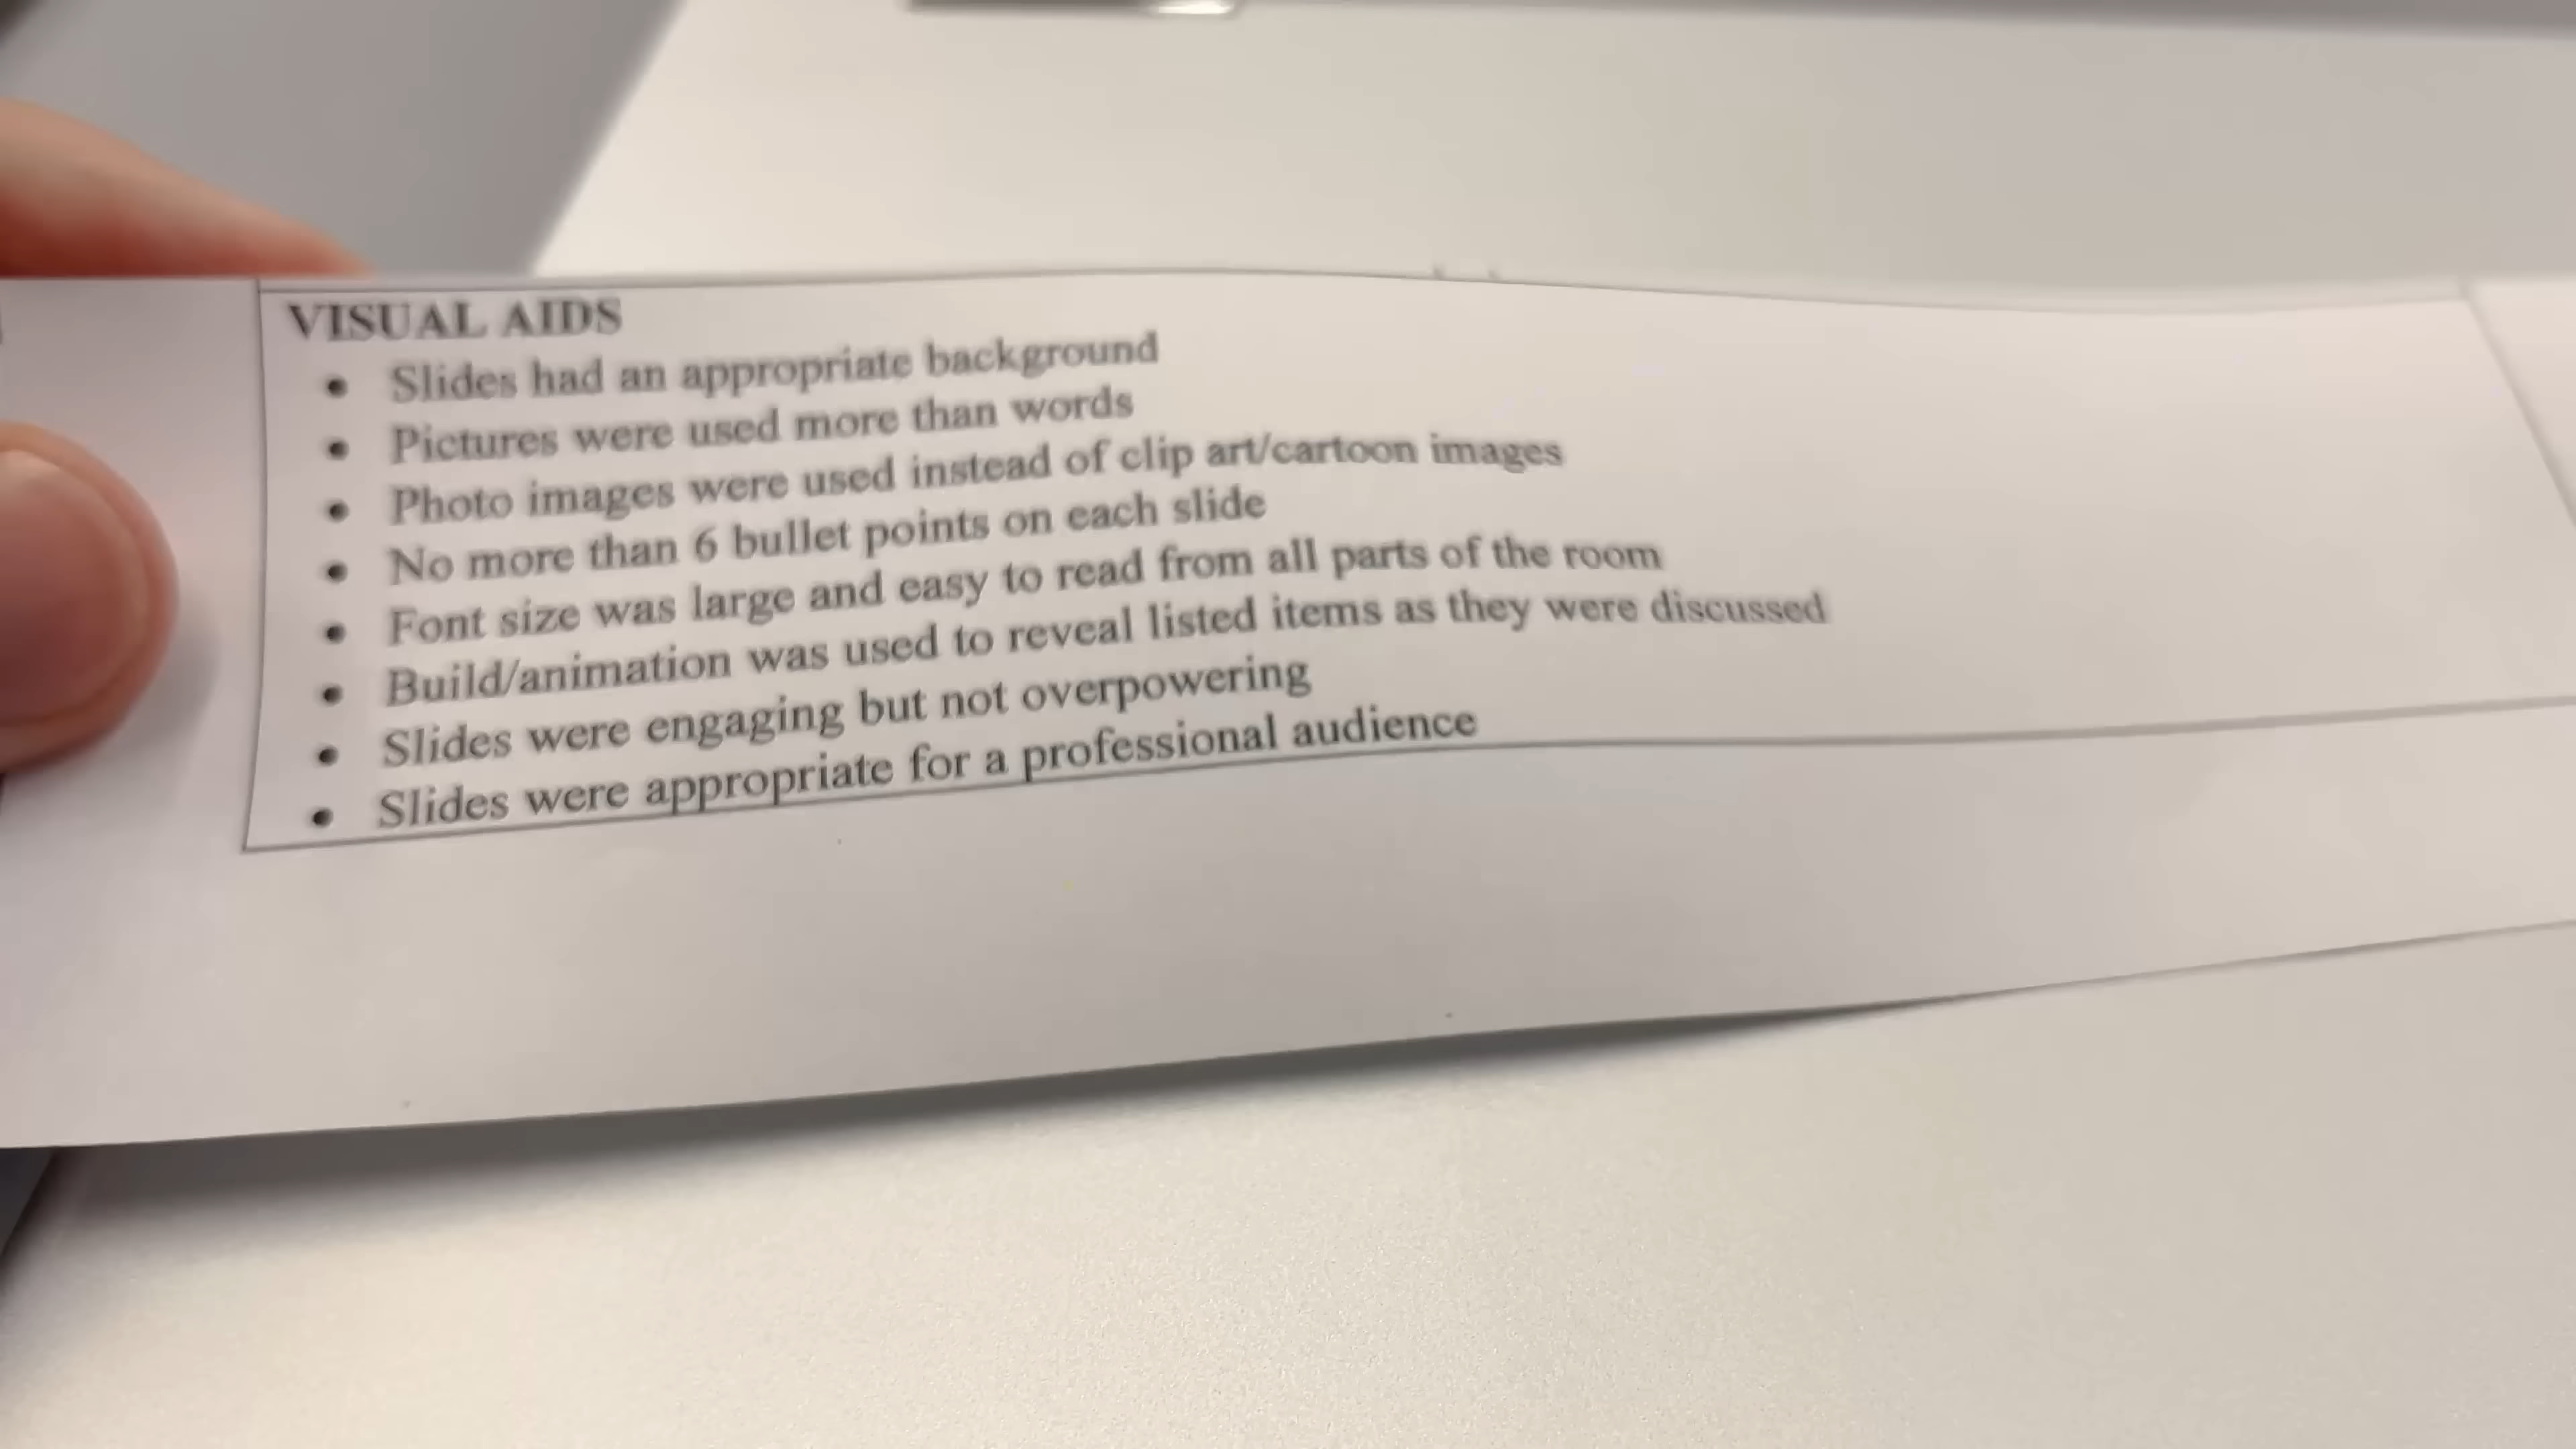 VISUAL AIDS
• Slides had an appropriate background
• Pictures were used more than words
• Photo images were used instead of clip art/cartoon images
• No more than 6 bullet points on each slide
• Font size was large and easy to read from all parts of the room
• Build/animation was used to reveal listed items as they were discussed
• Slides were engaging but not overpowering
• Slides were appropriate for a professional audience